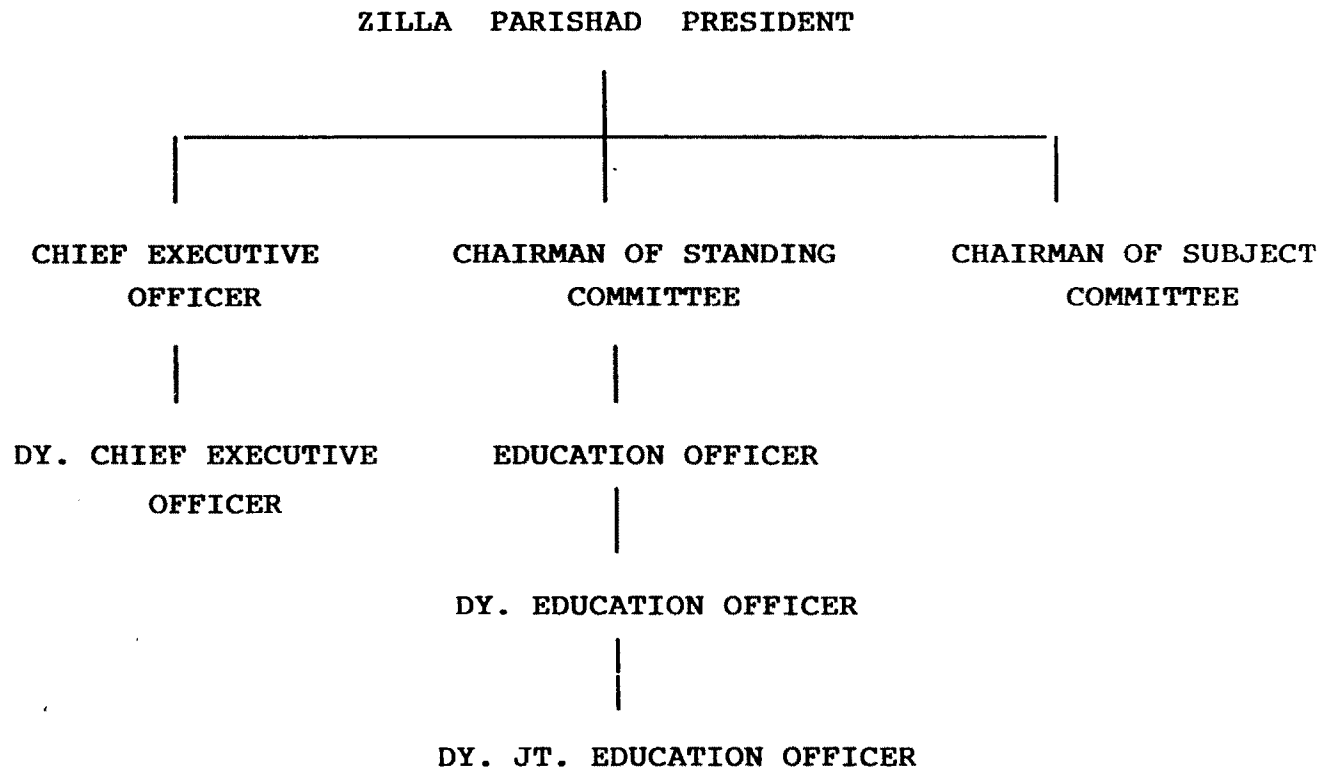 ZILLA PARISHAD PRESIDENT
CHIEF EXECUTIVE
OFFICER
CHAIRMAN OF STANDING
COMMITTEE
CHAIRMAN OF SUBJECT
COMMITTEE
DY. CHIEF EXECUTIVE
OFFICER
EDUCATION OFFICER
DY. EDUCATION OFFICER
DY. JT. EDUCATION OFFICER